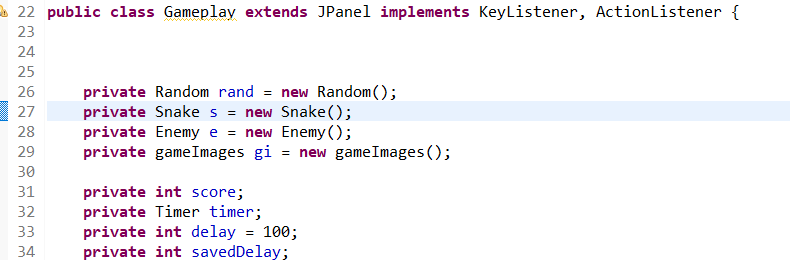 22 public class Gameplay extends JPanel implements KeyListener, ActionListener {
23
24
25
26 private Random rand = new Random();
27 private Snake s = new Snake();
28 private Enemy e = new Enemy();
29 private gameImages gi = new gameImages();
30
31 private int score;
32 private Timer timer;
33 private int delay = 100;
34 private int savedDelay;